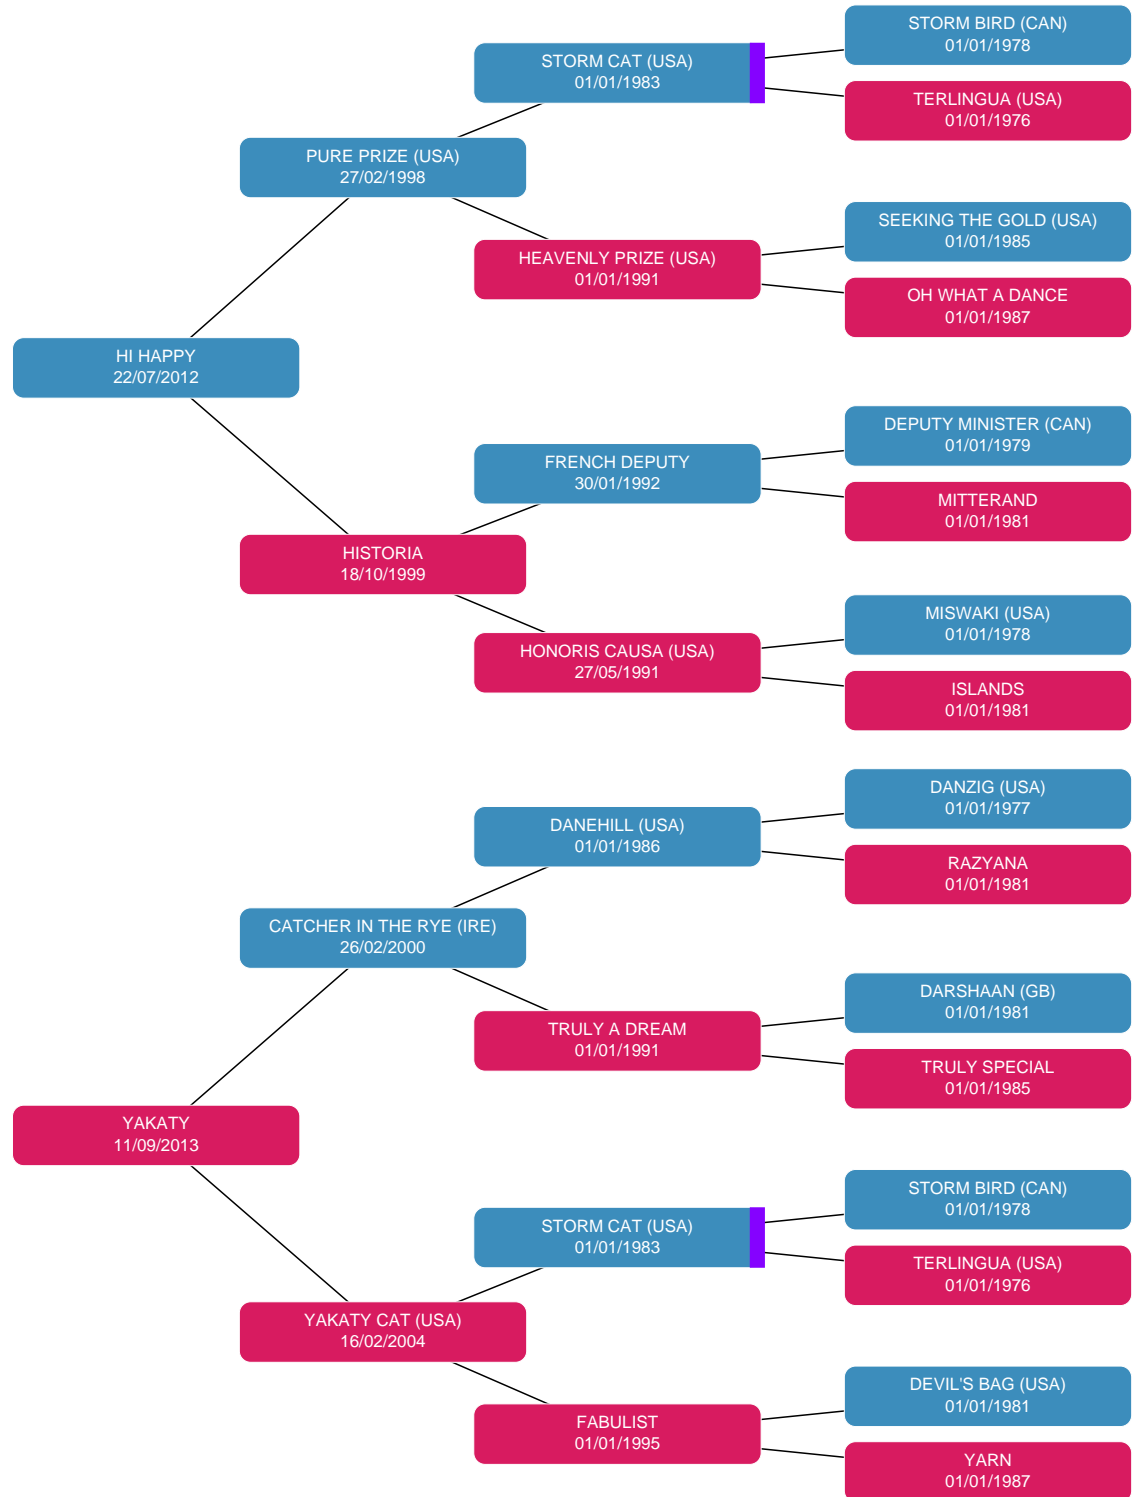 STORM BIRD (CAN)
01/01/1978
STORM CAT (USA)
01/01/1983
TERLINGUA (USA)
01/01/1976
PURE PRIZE (USA)
27/02/1998
SEEKING THE GOLD (USA)
01/01/1985
HEAVENLY PRIZE (USA)
01/01/1991
OH WHAT A DANCE
01/01/1987
HI HAPPY
22/07/2012
DEPUTY MINISTER (CAN)
01/01/1979
FRENCH DEPUTY
30/01/1992
MITTERAND
01/01/1981
HISTORIA
18/10/1999
MISWAKI (USA)
01/01/1978
HONORIS CAUSA (USA)
27/05/1991
ISLANDS
01/01/1981
DANZIG (USA)
01/01/1977
DANEHILL (USA)
01/01/1986
RAZYANA
01/01/1981
CATCHER IN THE RYE (IRE)
26/02/2000
DARSHAAN (GB)
01/01/1981
TRULY A DREAM
01/01/1991
TRULY SPECIAL
01/01/1985
YAKATY
11/09/2013
STORM BIRD (CAN)
01/01/1978
STORM CAT (USA)
01/01/1983
TERLINGUA (USA)
01/01/1976
YAKATY CAT (USA)
16/02/2004
DEVIL'S BAG (USA)
01/01/1981
FABULIST
01/01/1995
YARN
01/01/1987